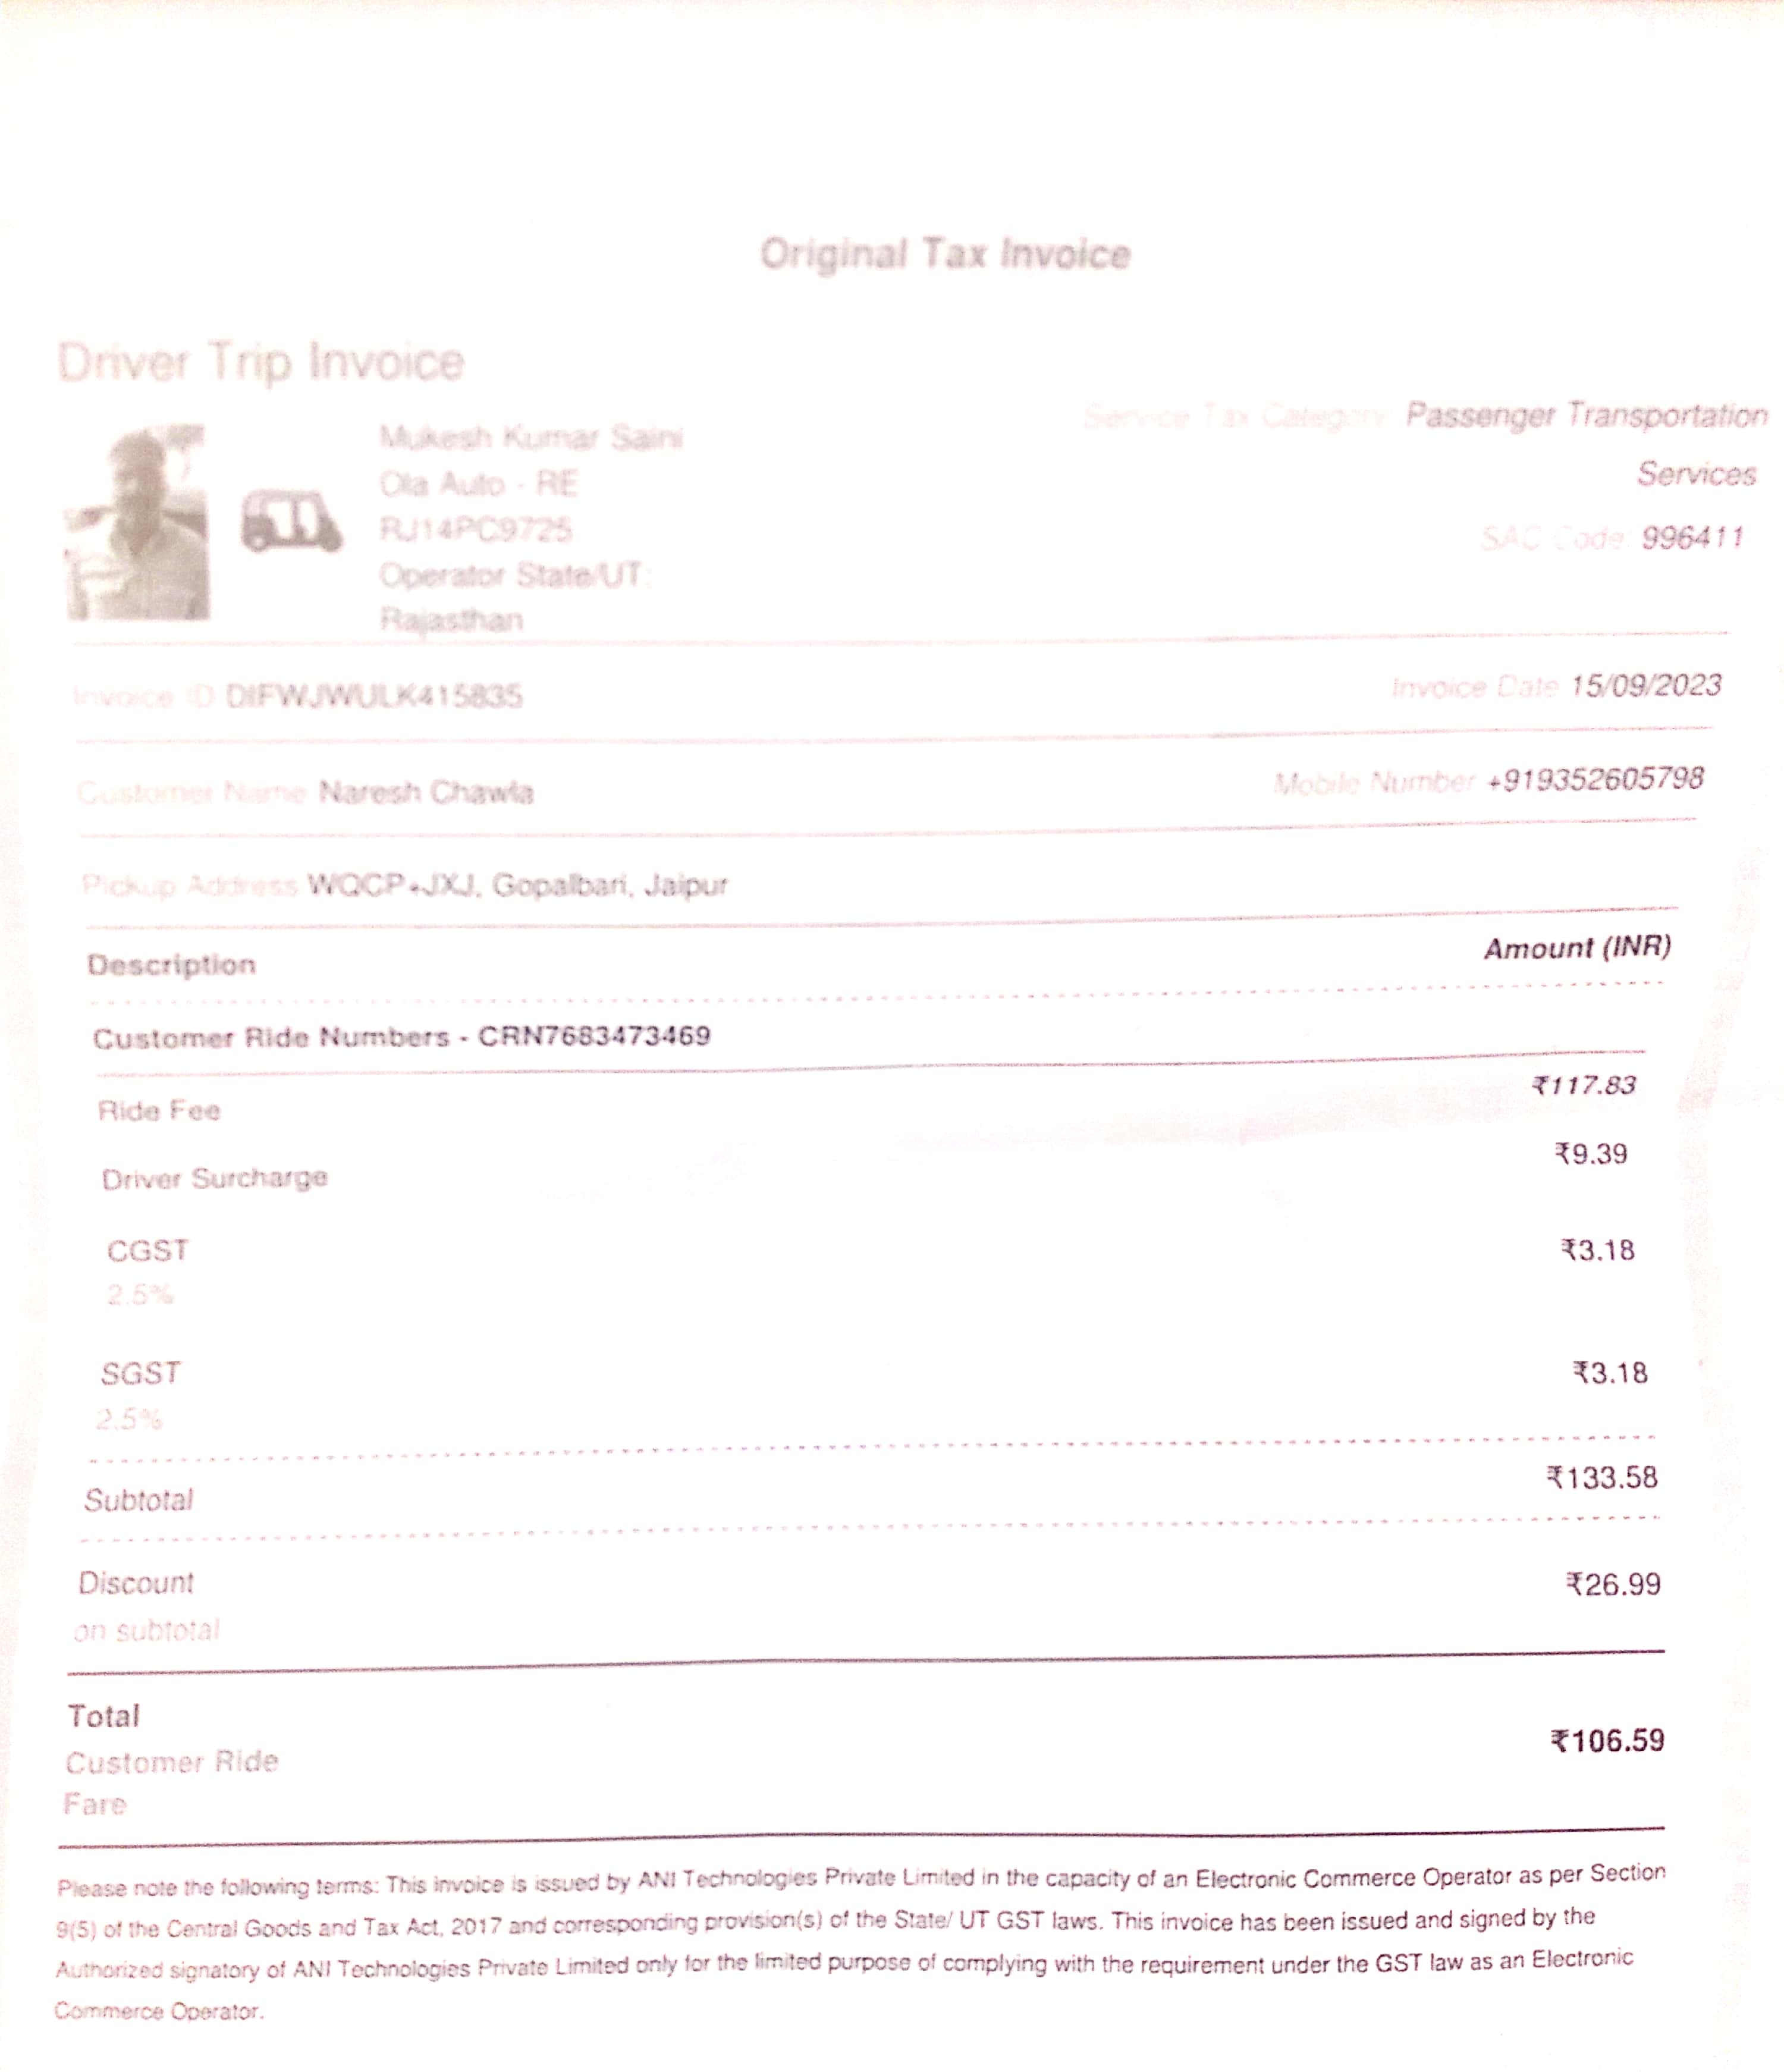 Original Tax Invoice
Driver Trip Invoice
Mukesh Kumar Saini
Ola Auto - RE
RJ14PC9725
Operator State/UT:
Rajasthan
Service Tax Category: Passenger Transportation
Services
SAC Code: 996411
Invoice ID DIFWJWULK415835
Invoice Date 15/09/2023
Customer Name Naresh Chawla
Mobile Number +919352605798
Pickup Address WQCP+JXJ, Gopalbari, Jaipur
Description Amount (INR)
Customer Ride Numbers - CRN7683473469
Ride Fee ₹117.83
Driver Surcharge ₹9.39
CGST ₹3.18
2.5%
SGST ₹3.18
2.5%
Subtotal ₹133.58
Discount ₹26.99
on subtotal
Total ₹106.59
Customer Ride
Fare
Please note the following terms: This invoice is issued by ANI Technologies Private Limited in the capacity of an Electronic Commerce Operator as per Section
9(5) of the Central Goods and Tax Act, 2017 and corresponding provision(s) of the State/ UT GST laws. This invoice has been issued and signed by the
Authorized signatory of ANI Technologies Private Limited only for the limited purpose of complying with the requirement under the GST law as an Electronic
Commerce Operator.